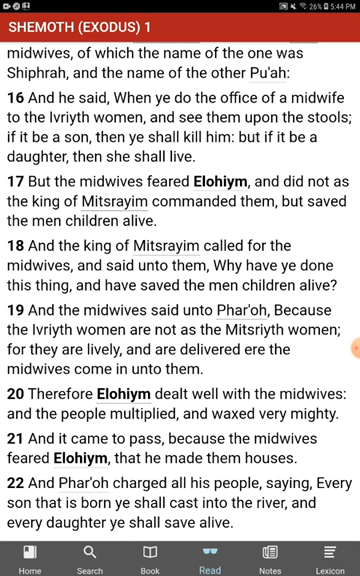 26% 5:44 PM
SHEMOTH (EXODUS) 1
midwives, of which the name of the one was
Shiphrah, and the name of the other Pu'ah:
16 And he said, When ye do the office of a midwife
to the Ivriyth women, and see them upon the stools;
if it be a son, then ye shall kill him: but if it be a
daughter, then she shall live.
17 But the midwives feared Elohiym, and did not as
the king of Mitsrayim commanded them, but saved
the men children alive.
18 And the king of Mitsrayim called for the
midwives, and said unto them, Why have ye done
this thing, and have saved the men children alive?
19 And the midwives said unto Phar'oh, Because
the Ivriyth women are not as the Mitsriyth women;
for they are lively, and are delivered ere the
midwives come in unto them.
20 Therefore Elohiym dealt well with the midwives:
and the people multiplied, and waxed very mighty.
21 And it came to pass, because the midwives
feared Elohiym, that he made them houses.
22 And Phar'oh charged all his people, saying, Every
son that is born ye shall cast into the river, and
every daughter ye shall save alive.
Home Search Book Read Notes Lexicon